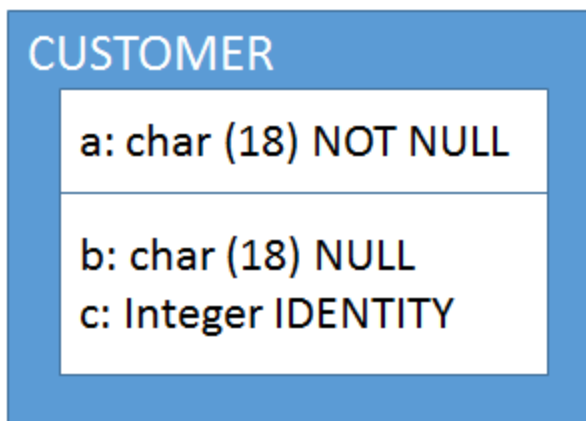 CUSTOMER
a: char (18) NOT NULL
b: char (18) NULL
c: Integer IDENTITY